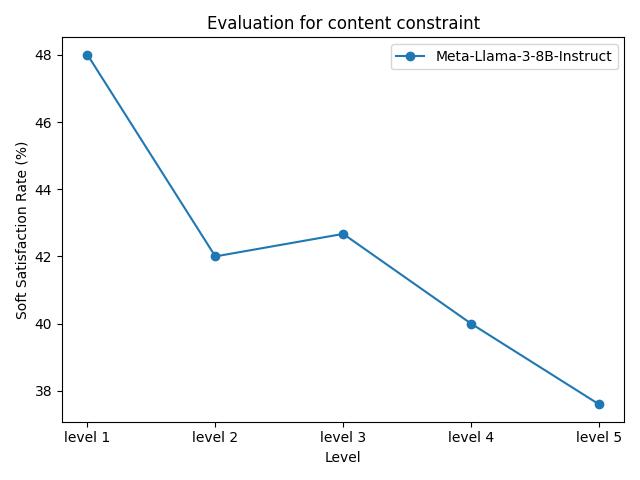 Evaluation for content constraint
Meta-Llama-3-8B-Instruct
Soft Satisfaction Rate (%)
48
46
44
42
40
38
level 1 level 2 level 3 level 4 level 5
Level